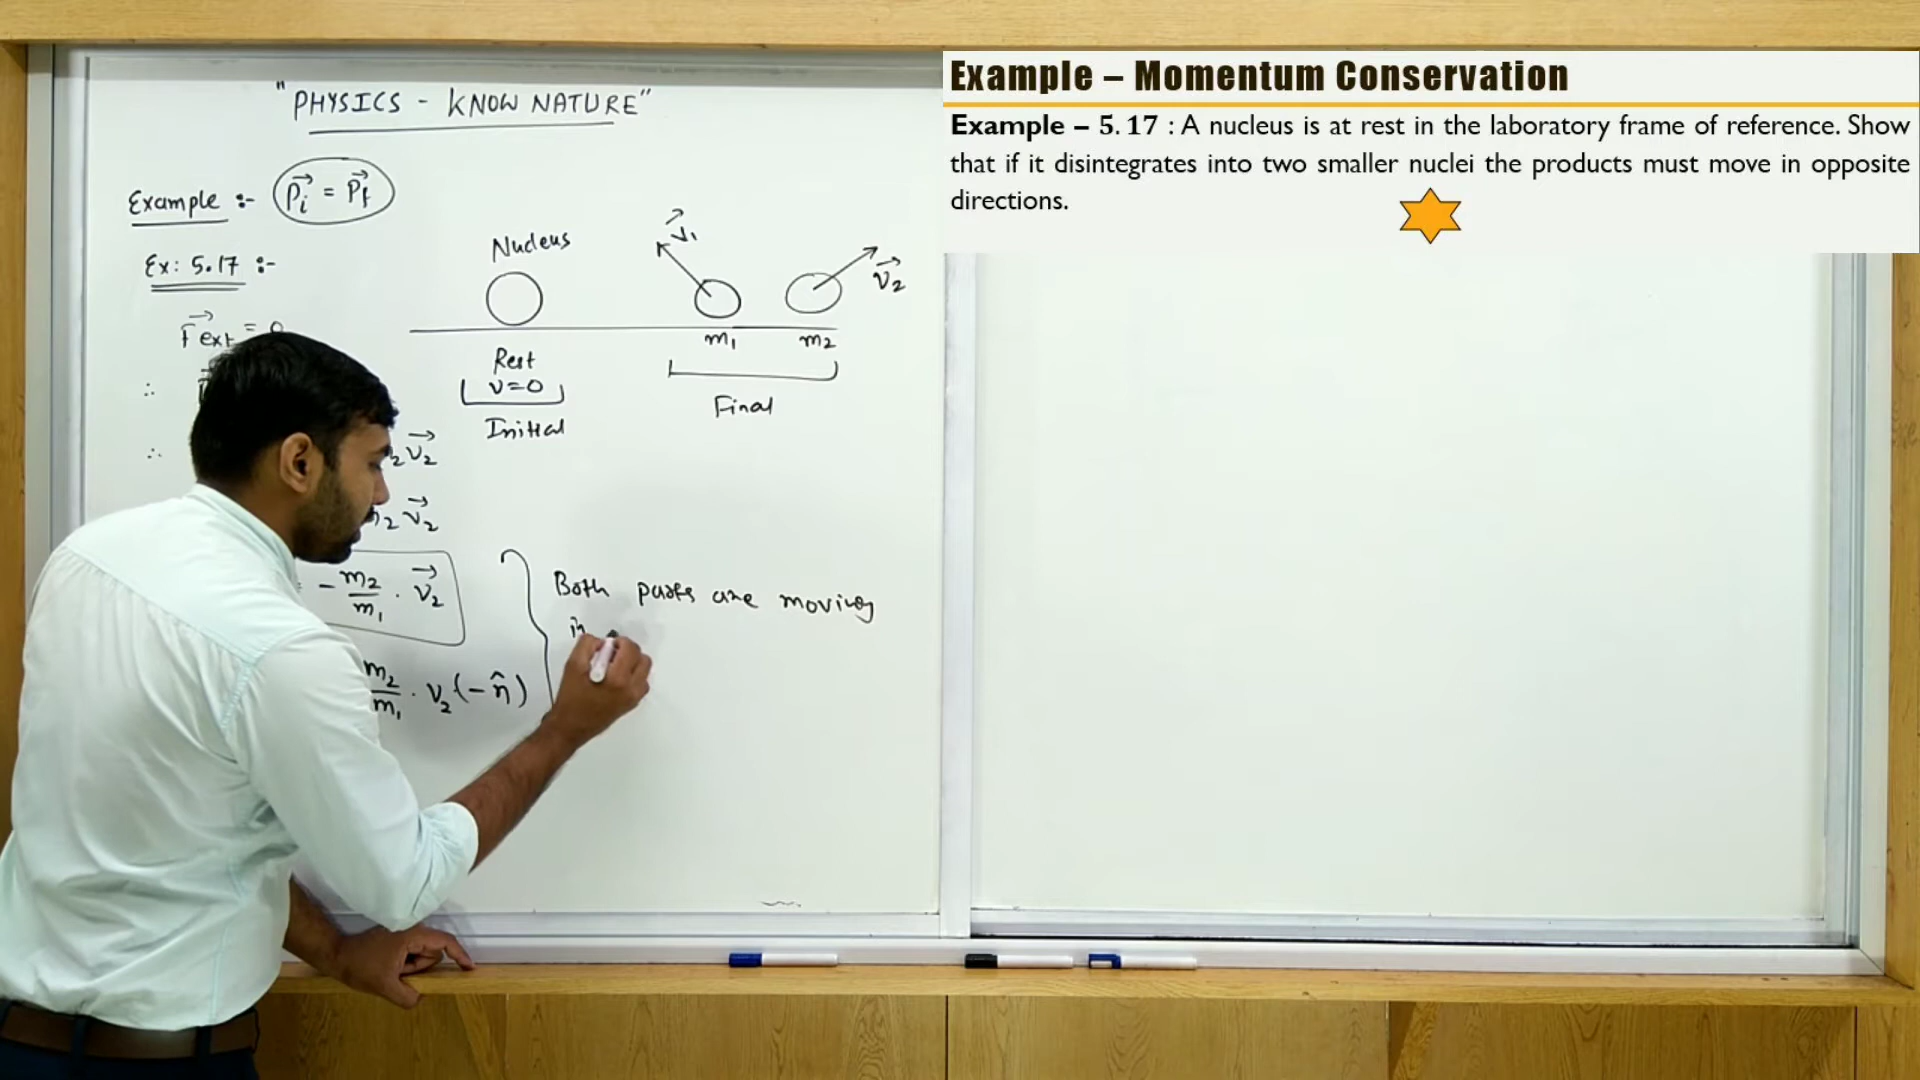 "PHYSICS - KNOW NATURE"
Example :- P⃗i = P⃗f
Ex: 5.17 :-
F⃗ext = 0
∴
∴ 2 v⃗2
m2 v⃗2
= - m2/m1 . v⃗2
m2/m1 . v2 (-n̂)
Nucleus
Rest
v=0
Initial
v⃗1
v⃗2
m1 m2
Final
Both parts are moving
in
Example – Momentum Conservation
Example – 5.17 : A nucleus is at rest in the laboratory frame of reference. Show
that if it disintegrates into two smaller nuclei the products must move in opposite
directions.